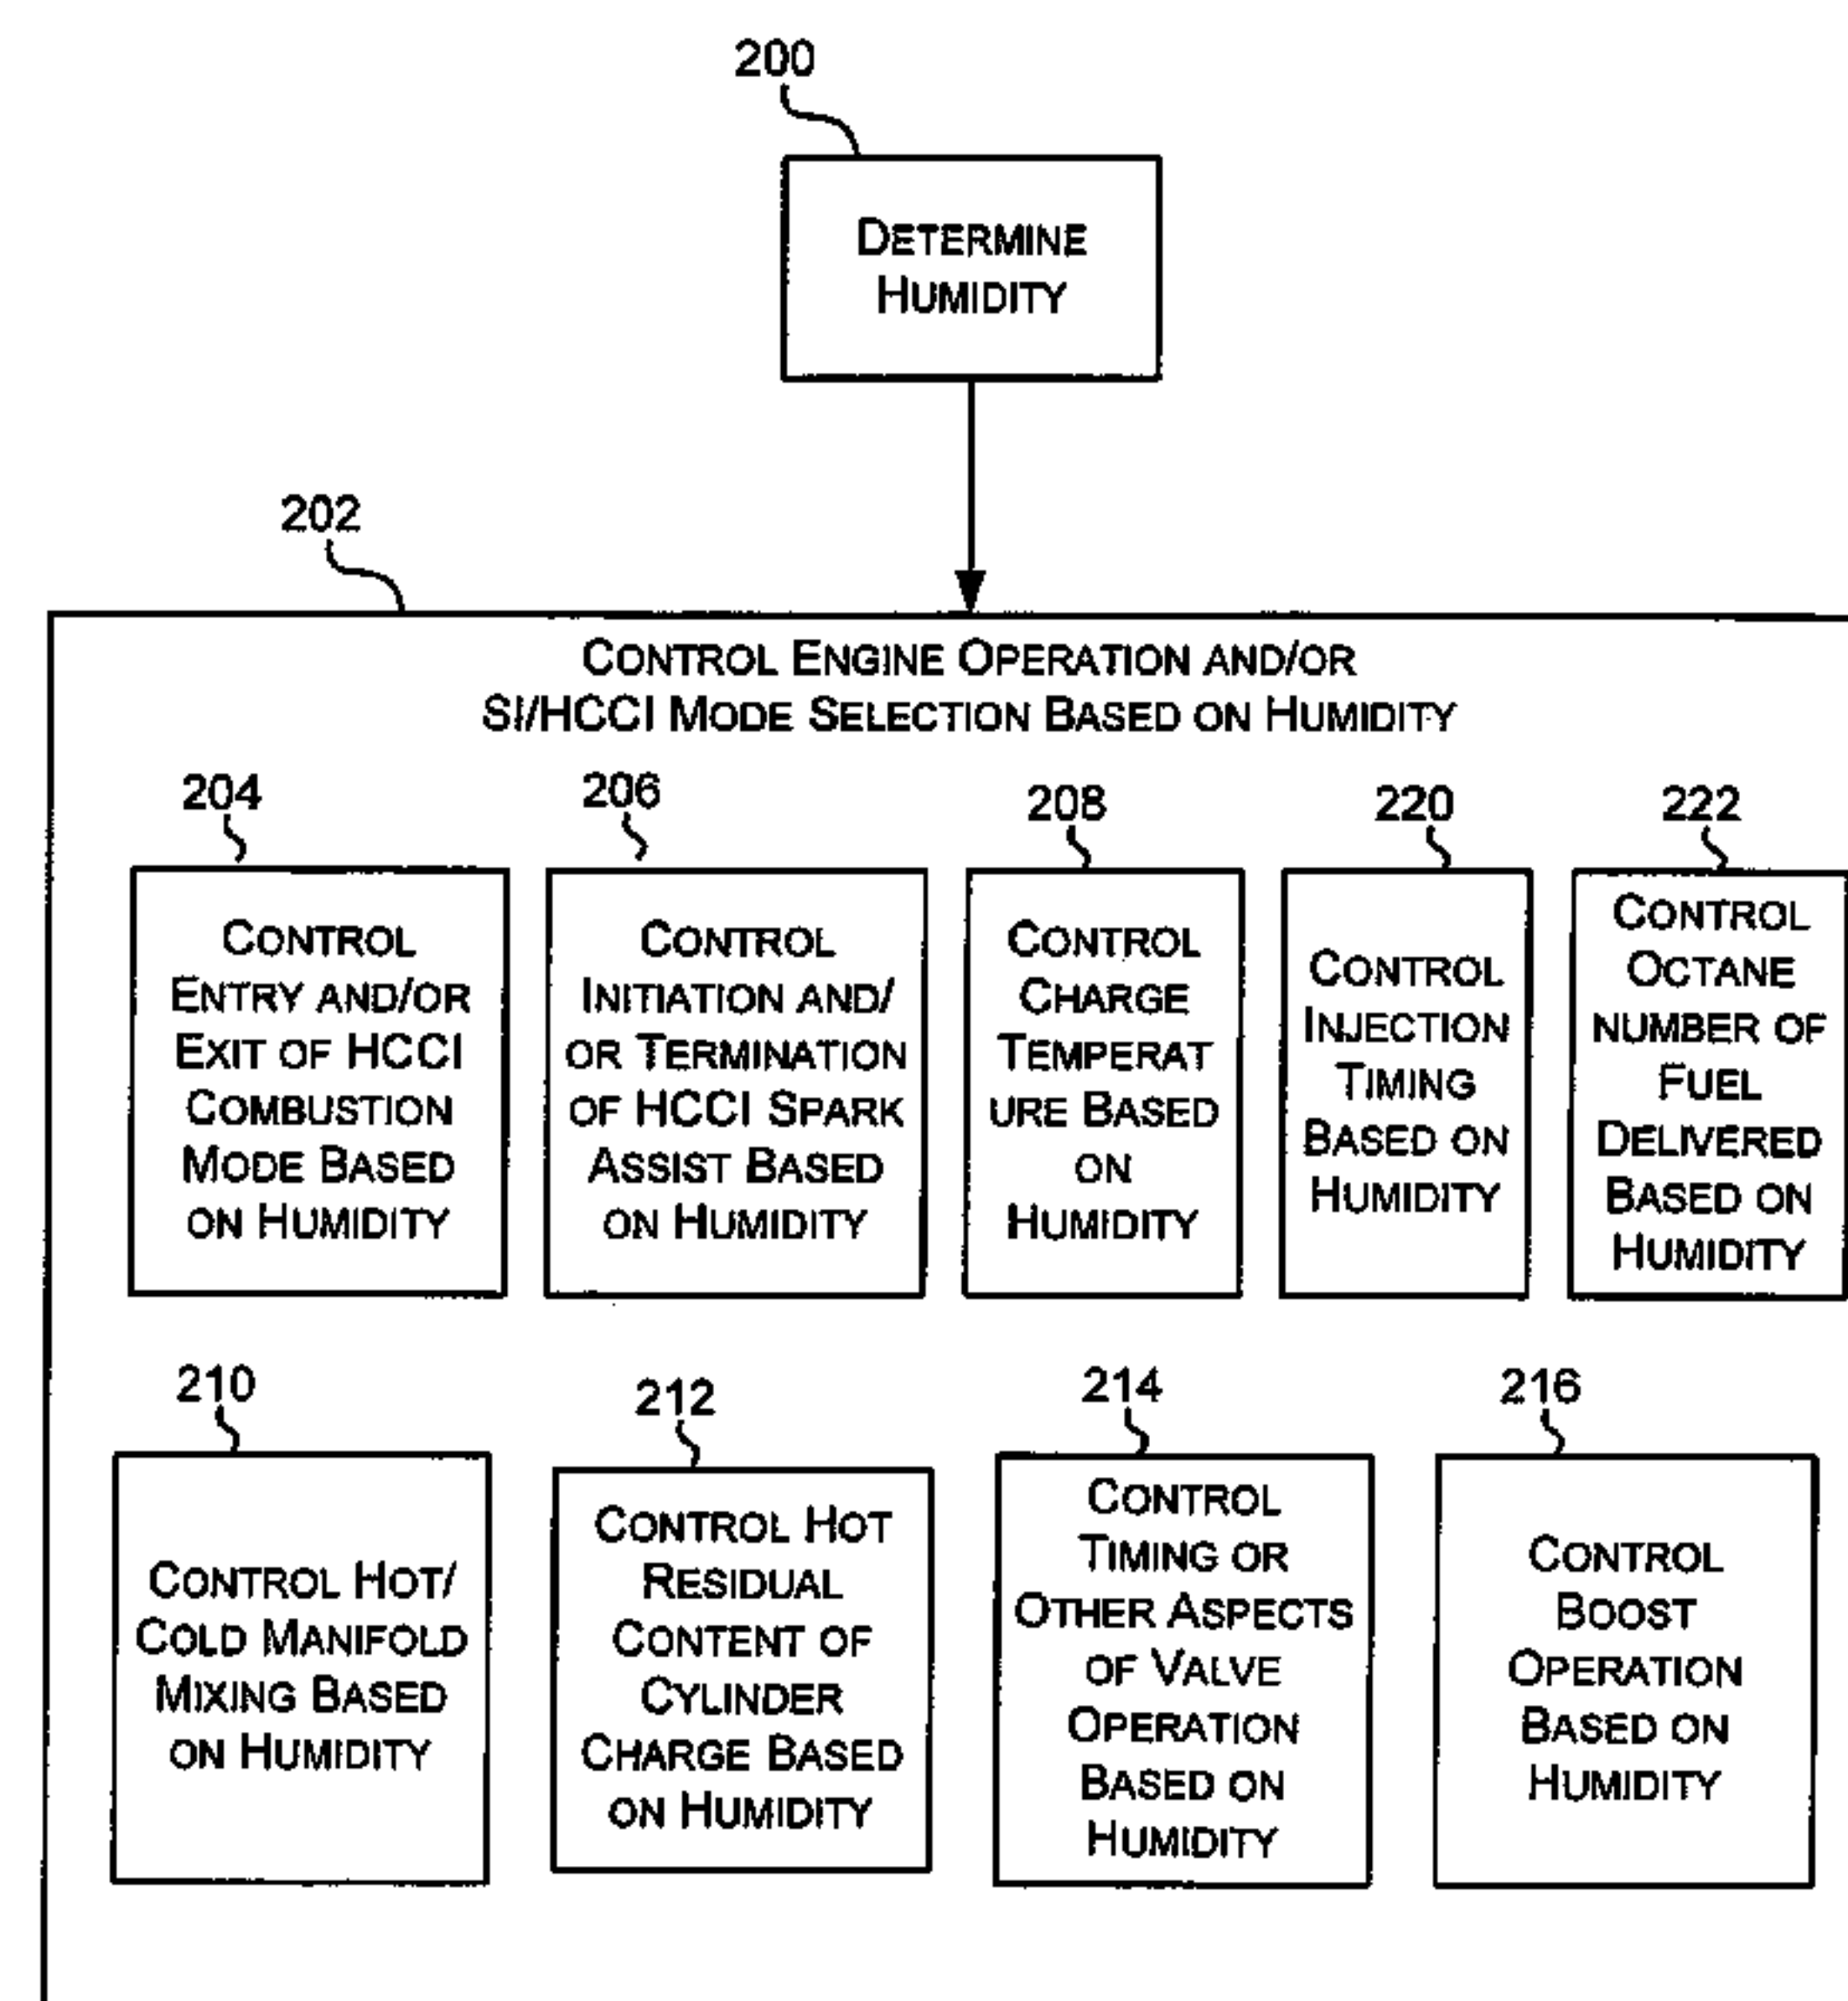 200
DETERMINE
HUMIDITY
202
CONTROL ENGINE OPERATION AND/OR
SI/HCCI MODE SELECTION BASED ON HUMIDITY
204
CONTROL
ENTRY AND/OR
EXIT OF HCCI
COMBUSTION
MODE BASED
ON HUMIDITY
206
CONTROL
INITIATION AND/
OR TERMINATION
OF HCCI SPARK
ASSIST BASED
ON HUMIDITY
208
CONTROL
CHARGE
TEMPERAT
URE BASED
ON
HUMIDITY
220
CONTROL
INJECTION
TIMING
BASED ON
HUMIDITY
222
CONTROL
OCTANE
NUMBER OF
FUEL
DELIVERED
BASED ON
HUMIDITY
210
CONTROL HOT/
COLD MANIFOLD
MIXING BASED
ON HUMIDITY
212
CONTROL HOT
RESIDUAL
CONTENT OF
CYLINDER
CHARGE BASED
ON HUMIDITY
214
CONTROL
TIMING OR
OTHER ASPECTS
OF VALVE
OPERATION
BASED ON
HUMIDITY
216
CONTROL
BOOST
OPERATION
BASED ON
HUMIDITY